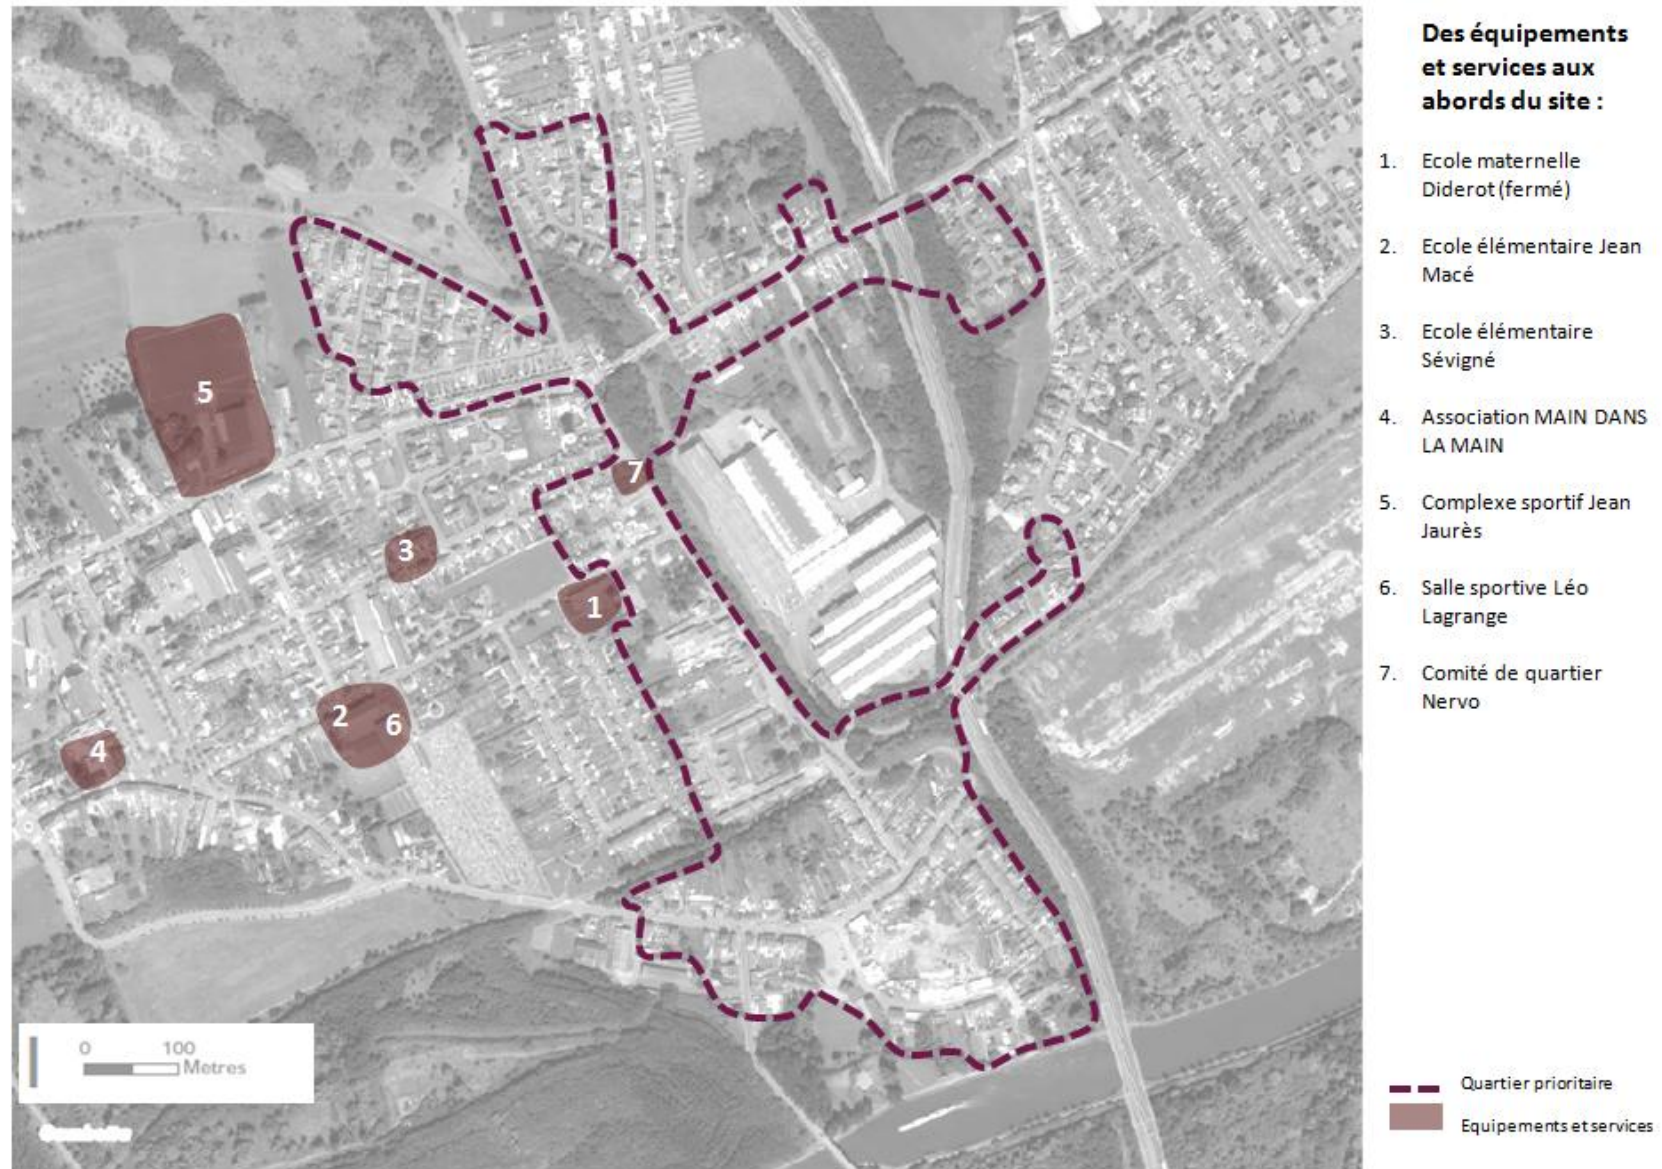 Des équipements
et services aux
abords du site :
1. Ecole maternelle
Diderot (fermé)
2. Ecole élémentaire Jean
Macé
3. Ecole élémentaire
Sévigné
4. Association MAIN DANS
LA MAIN
5. Complexe sportif Jean
Jaurès
6. Salle sportive Léo
Lagrange
7. Comité de quartier
Nervo
5
7
3
1
2
6
4
0 100
Metres
Quartier prioritaire
Equipements et services